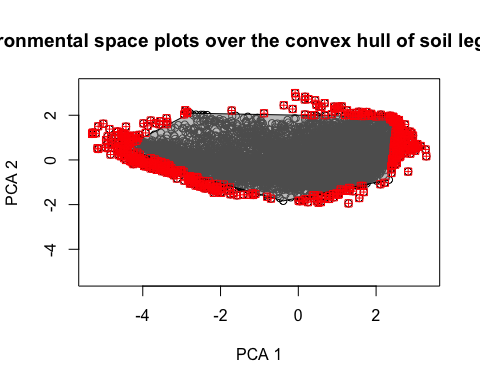 ronmental space plots over the convex hull of soil leg
PCA 2
2
0
-2
-4
-4 -2 0 2
PCA 1